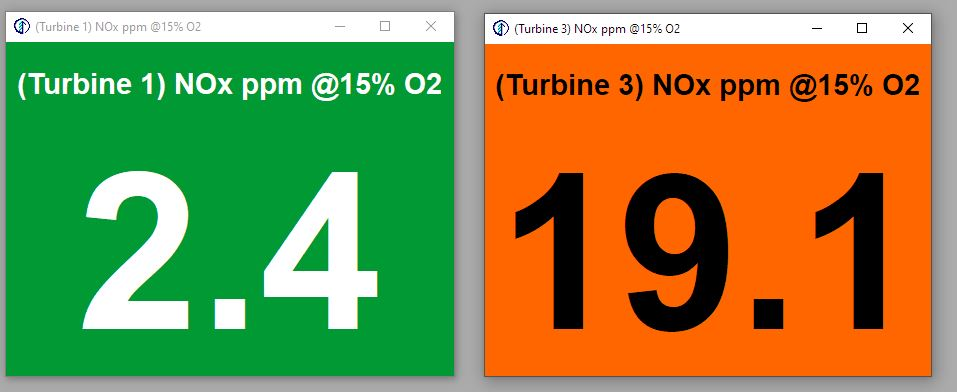 (Turbine 1) NOx ppm @15% O2
(Turbine 1) NOx ppm @15% O2
2.4
(Turbine 3) NOx ppm @15% O2
(Turbine 3) NOx ppm @15% O2
19.1